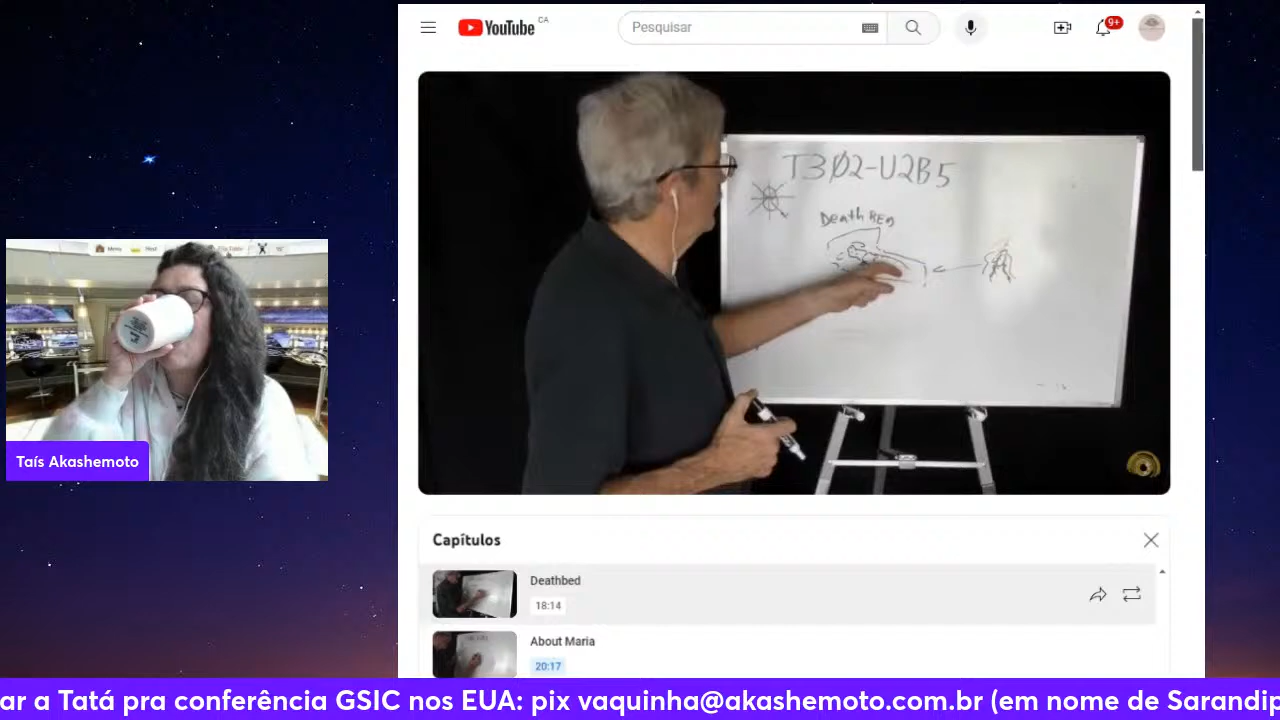 YouTube CA
Pesquisar
9+
T3Ø2-U2B5
Death
Menu
Taís Akashemoto
Capítulos
Deathbed
18:14
About Maria
20:17
ar a Tatá pra conferência GSIC nos EUA: pix vaquinha@akashemoto.com.br (em nome de Sarandip